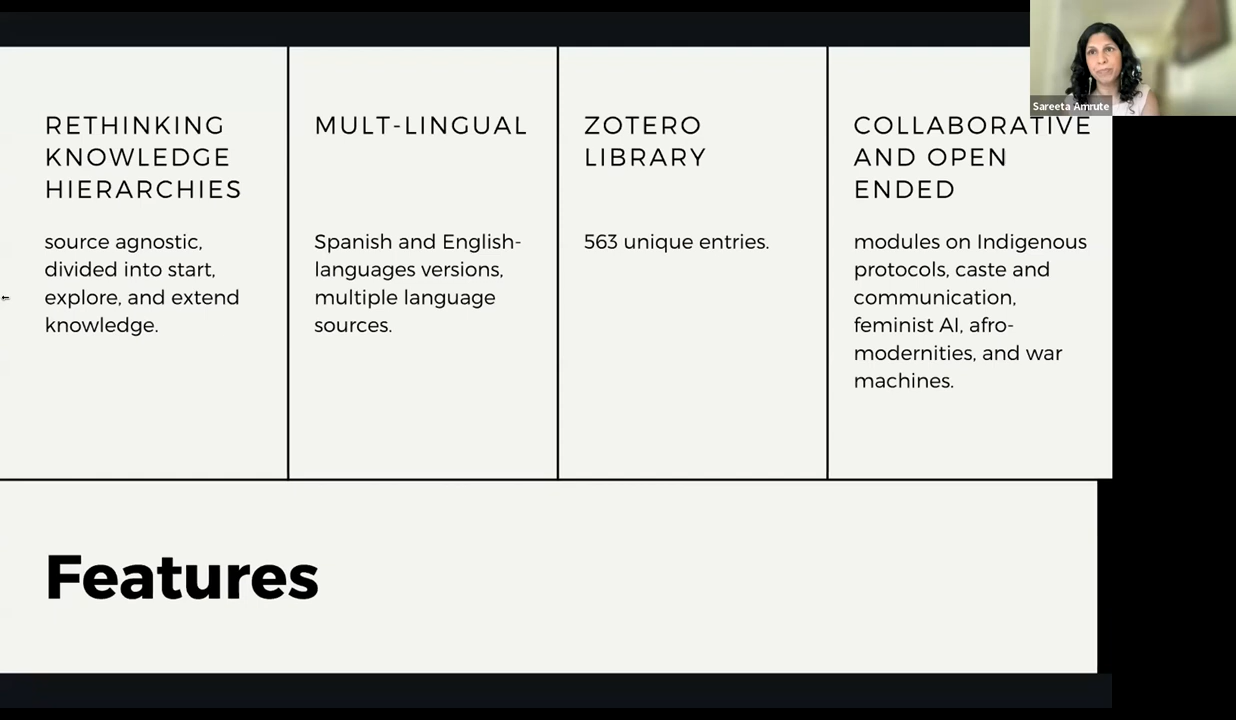 Sareeta Amrute
RETHINKING
KNOWLEDGE
HIERARCHIES
source agnostic,
divided into start,
explore, and extend
knowledge.
MULT-LINGUAL
Spanish and English-
languages versions,
multiple language
sources.
ZOTERO
LIBRARY
563 unique entries.
COLLABORATIVE
AND OPEN
ENDED
modules on Indigenous
protocols, caste and
communication,
feminist AI, afro-
modernities, and war
machines.
Features